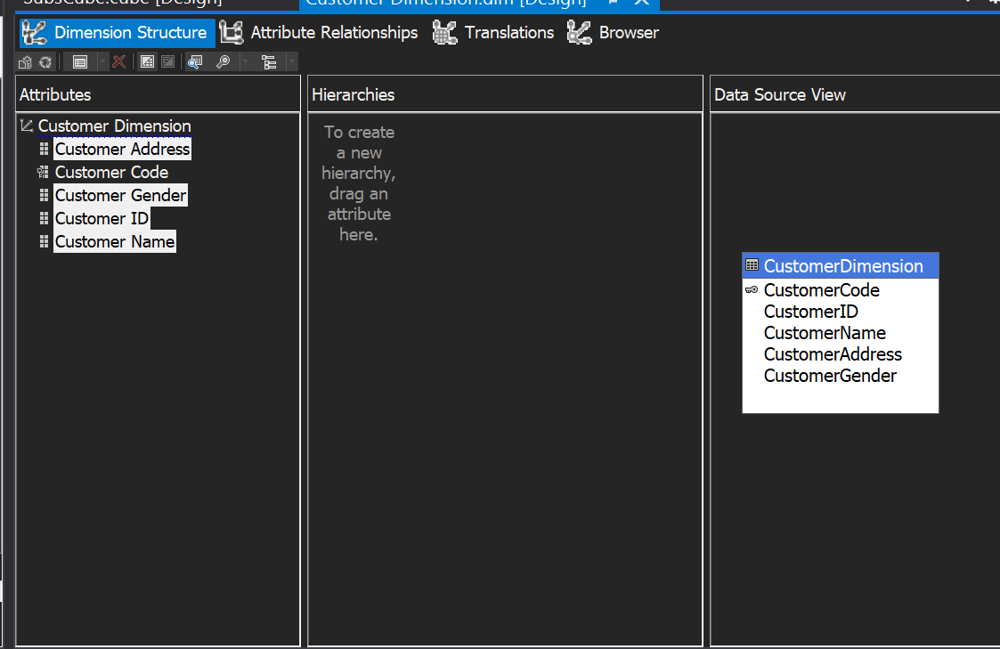 SubsCube.cube [Design]
Customer Dimension.dim [Design]
Dimension Structure
Attribute Relationships
Translations
Browser
Attributes
Customer Dimension
Customer Address
Customer Code
Customer Gender
Customer ID
Customer Name
Hierarchies
To create
a new
hierarchy,
drag an
attribute
here.
Data Source View
CustomerDimension
CustomerCode
CustomerID
CustomerName
CustomerAddress
CustomerGender